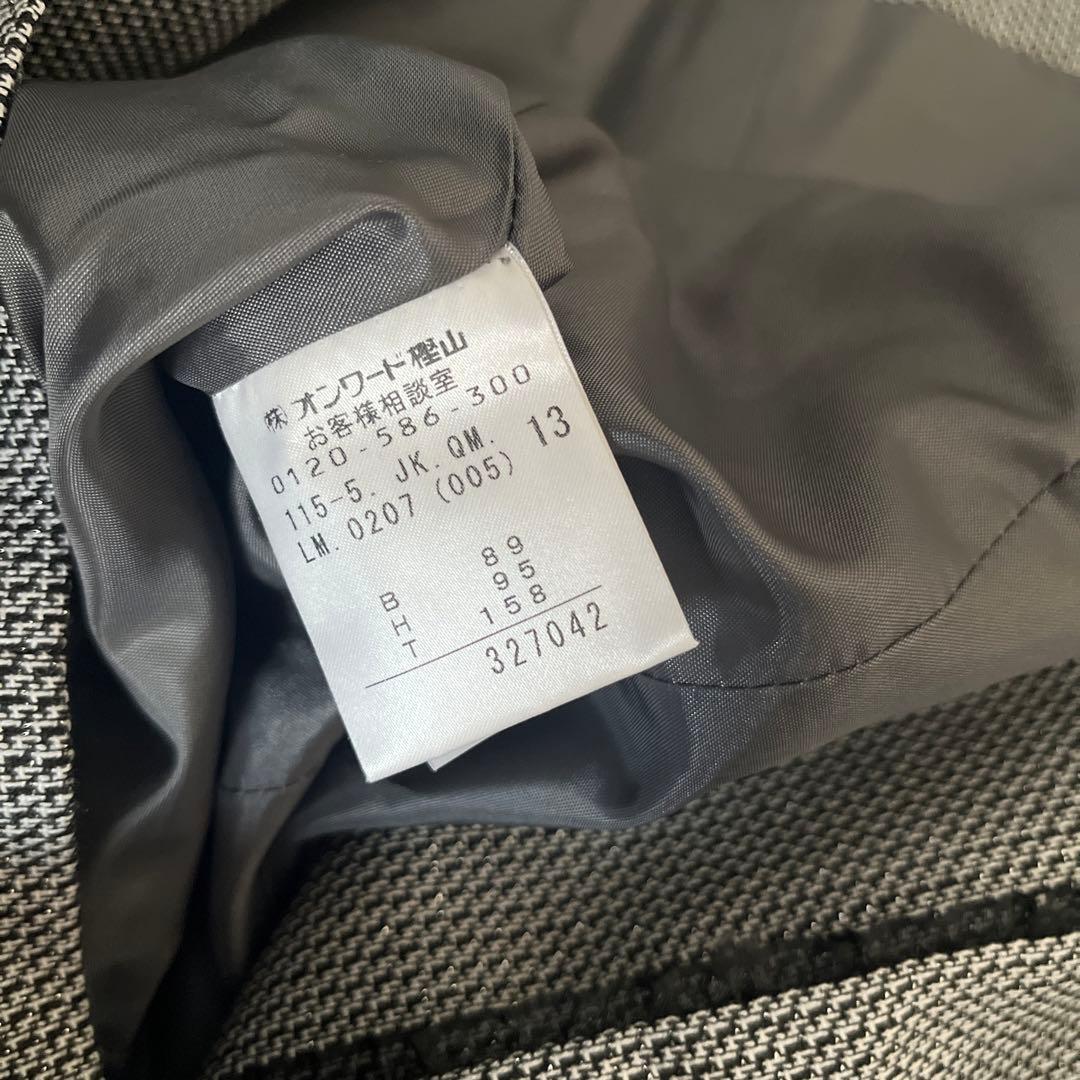 ㈱オンワード樫山
お客様相談室
0120-586-300
115-5. JK.QM. 13
LM.0207 (005)
B 89
H 95
T 158
327042